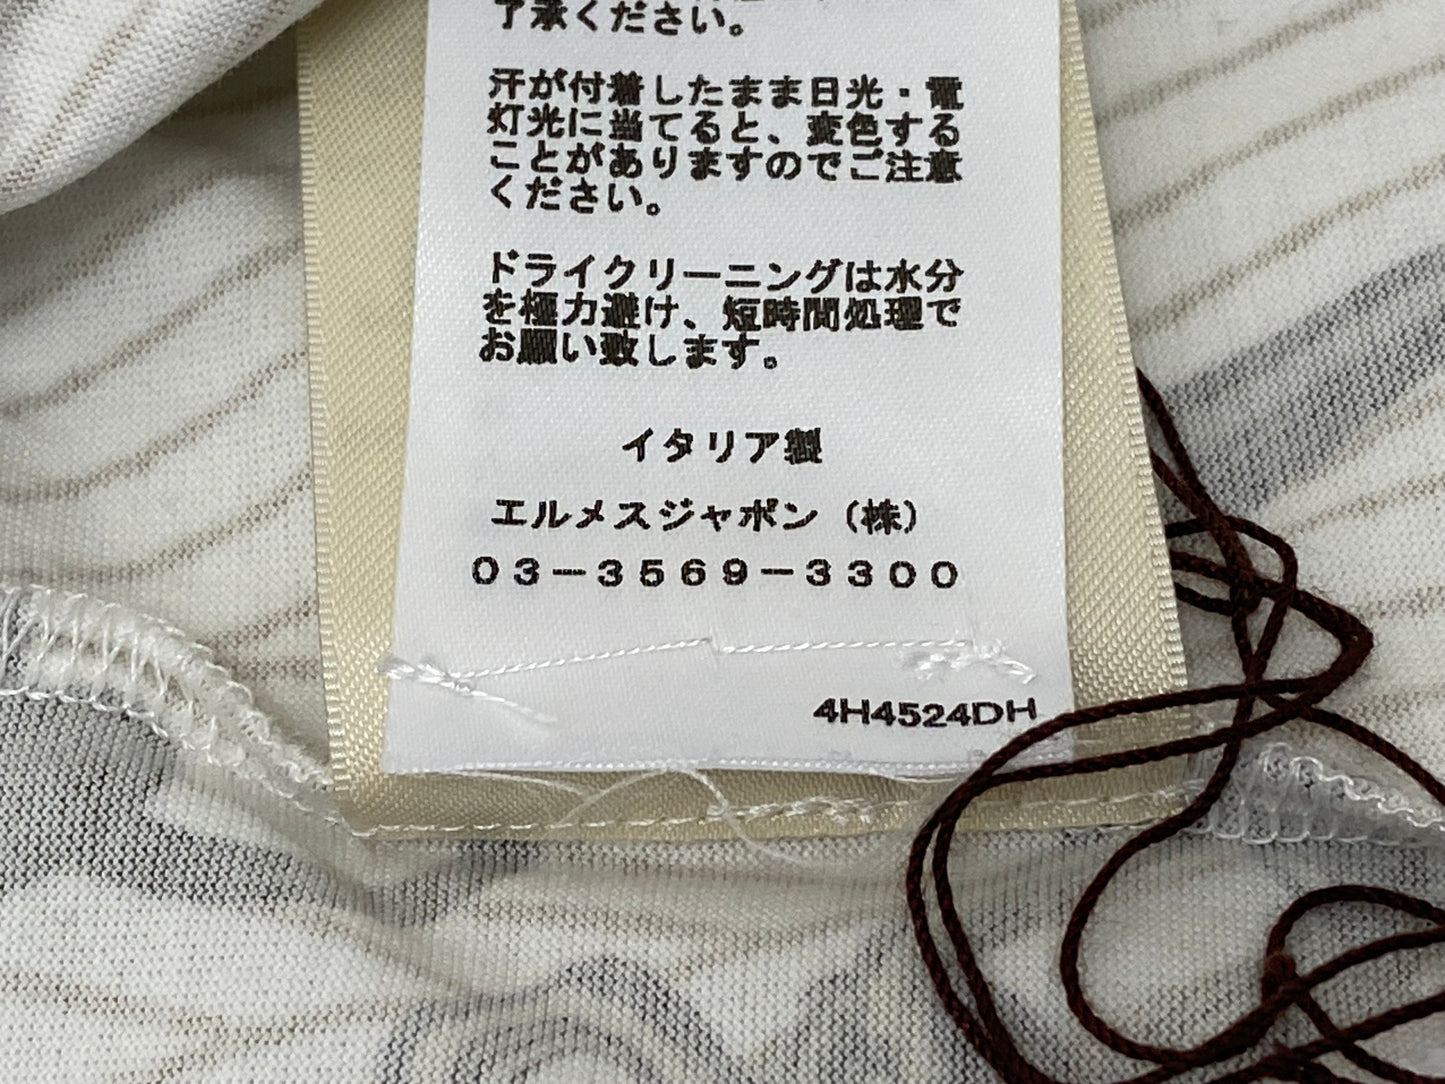 了承ください。
汗が付着したまま日光・電
灯光に当てると、変色する
ことがありますのでご注意
ください。
ドライクリーニングは水分
を極力避け、短時間処理で
お願い致します。
イタリア製
エルメスジャポン（株）
０３－３５６９－３３００
4H4524DH